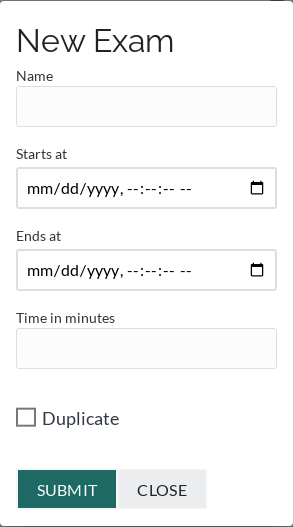 New Exam
Name
Starts at
mm/dd/yyyy, --:--:-- --
Ends at
mm/dd/yyyy, --:--:-- --
Time in minutes
Duplicate
SUBMIT CLOSE